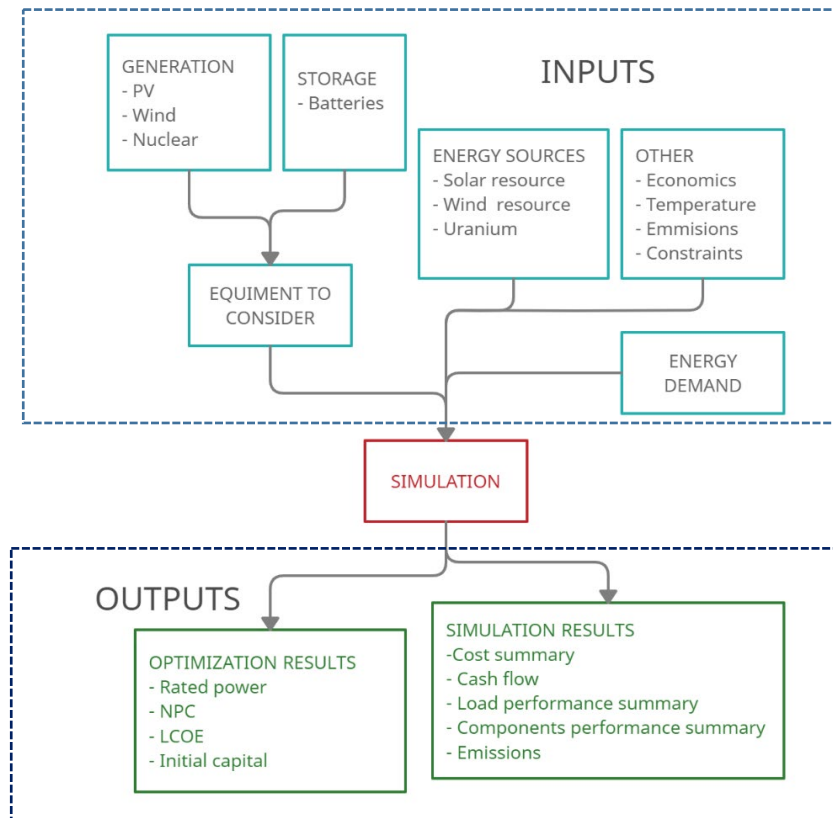 INPUTS
GENERATION
- PV
- Wind
- Nuclear
STORAGE
- Batteries
ENERGY SOURCES
- Solar resource
- Wind resource
- Uranium
OTHER
- Economics
- Temperature
- Emmisions
- Constraints
EQUIMENT TO
CONSIDER
ENERGY
DEMAND
SIMULATION
OUTPUTS
OPTIMIZATION RESULTS
- Rated power
- NPC
- LCOE
- Initial capital
SIMULATION RESULTS
-Cost summary
- Cash flow
- Load performance summary
- Components performance summary
- Emissions